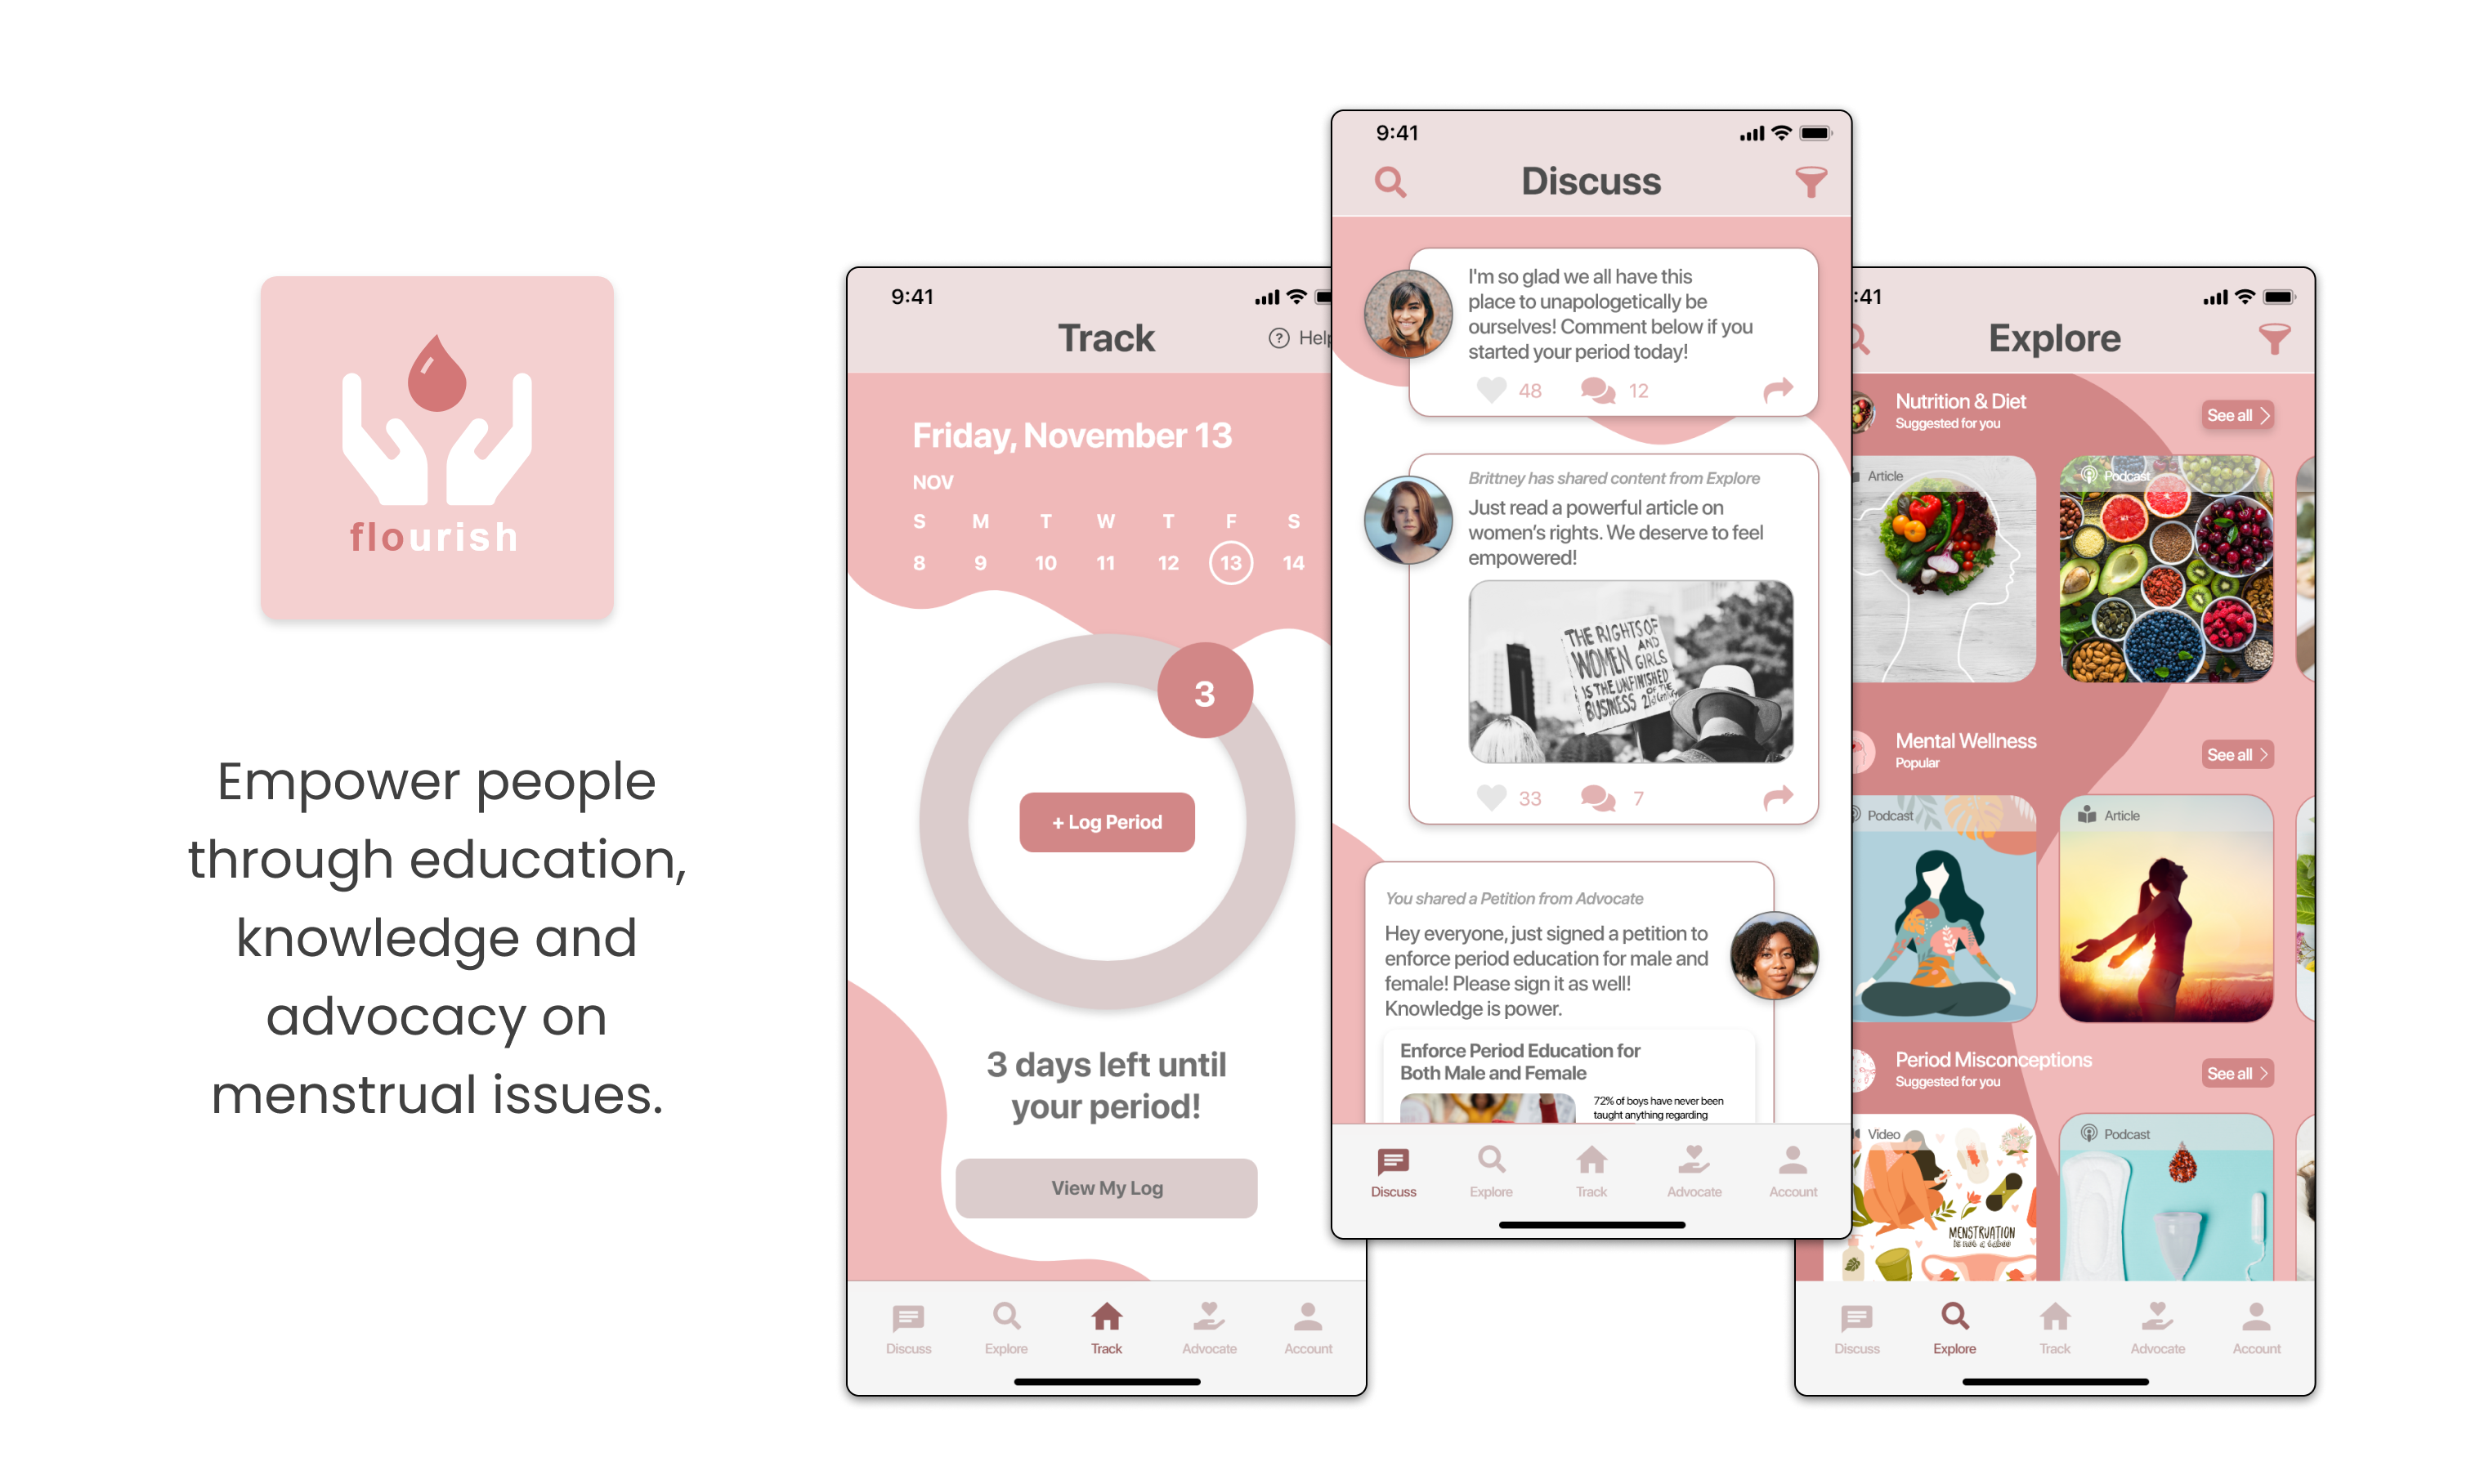 flourish
Empower people
through education,
knowledge and
advocacy on
menstrual issues.
9:41
Track
Help
Friday, November 13
NOV
S M T W T F S
8 9 10 11 12 13 14
3
+ Log Period
3 days left until
your period!
View My Log
Discuss Explore Track Advocate Account
9:41
Discuss
I'm so glad we all have this
place to unapologetically be
ourselves! Comment below if you
started your period today!
48 12
Brittney has shared content from Explore
Just read a powerful article on
women’s rights. We deserve to feel
empowered!
THE RIGHTS OF
WOMEN AND GIRLS
IS THE UNFINISHED
BUSINESS OF THE 21st Century
33 7
You shared a Petition from Advocate
Hey everyone, just signed a petition to
enforce period education for male and
female! Please sign it as well!
Knowledge is power.
Enforce Period Education for
Both Male and Female
72% of boys have never been
taught anything regarding
Discuss Explore Track Advocate Account
:41
Explore
Nutrition & Diet
Suggested for you
See all
Article Podcast
Mental Wellness
Popular
See all
Podcast Article
Period Misconceptions
Suggested for you
See all
Video Podcast
MENSTRUATION
is not a taboo
Discuss Explore Track Advocate Account